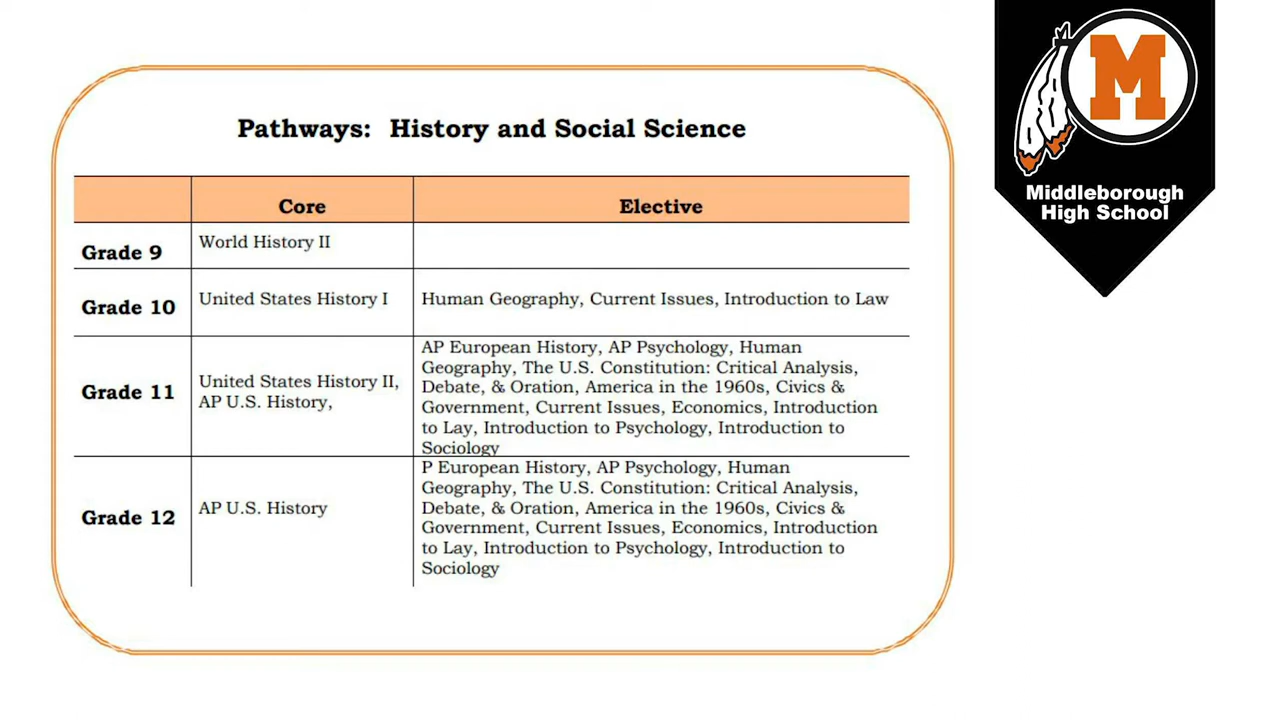 Pathways: History and Social Science
Core
Elective
Grade 9
World History II
Grade 10
United States History I
Human Geography, Current Issues, Introduction to Law
Grade 11
United States History II,
AP U.S. History,
AP European History, AP Psychology, Human
Geography, The U.S. Constitution: Critical Analysis,
Debate, & Oration, America in the 1960s, Civics &
Government, Current Issues, Economics, Introduction
to Lay, Introduction to Psychology, Introduction to
Sociology
Grade 12
AP U.S. History
P European History, AP Psychology, Human
Geography, The U.S. Constitution: Critical Analysis,
Debate, & Oration, America in the 1960s, Civics &
Government, Current Issues, Economics, Introduction
to Lay, Introduction to Psychology, Introduction to
Sociology
M
Middleborough
High School